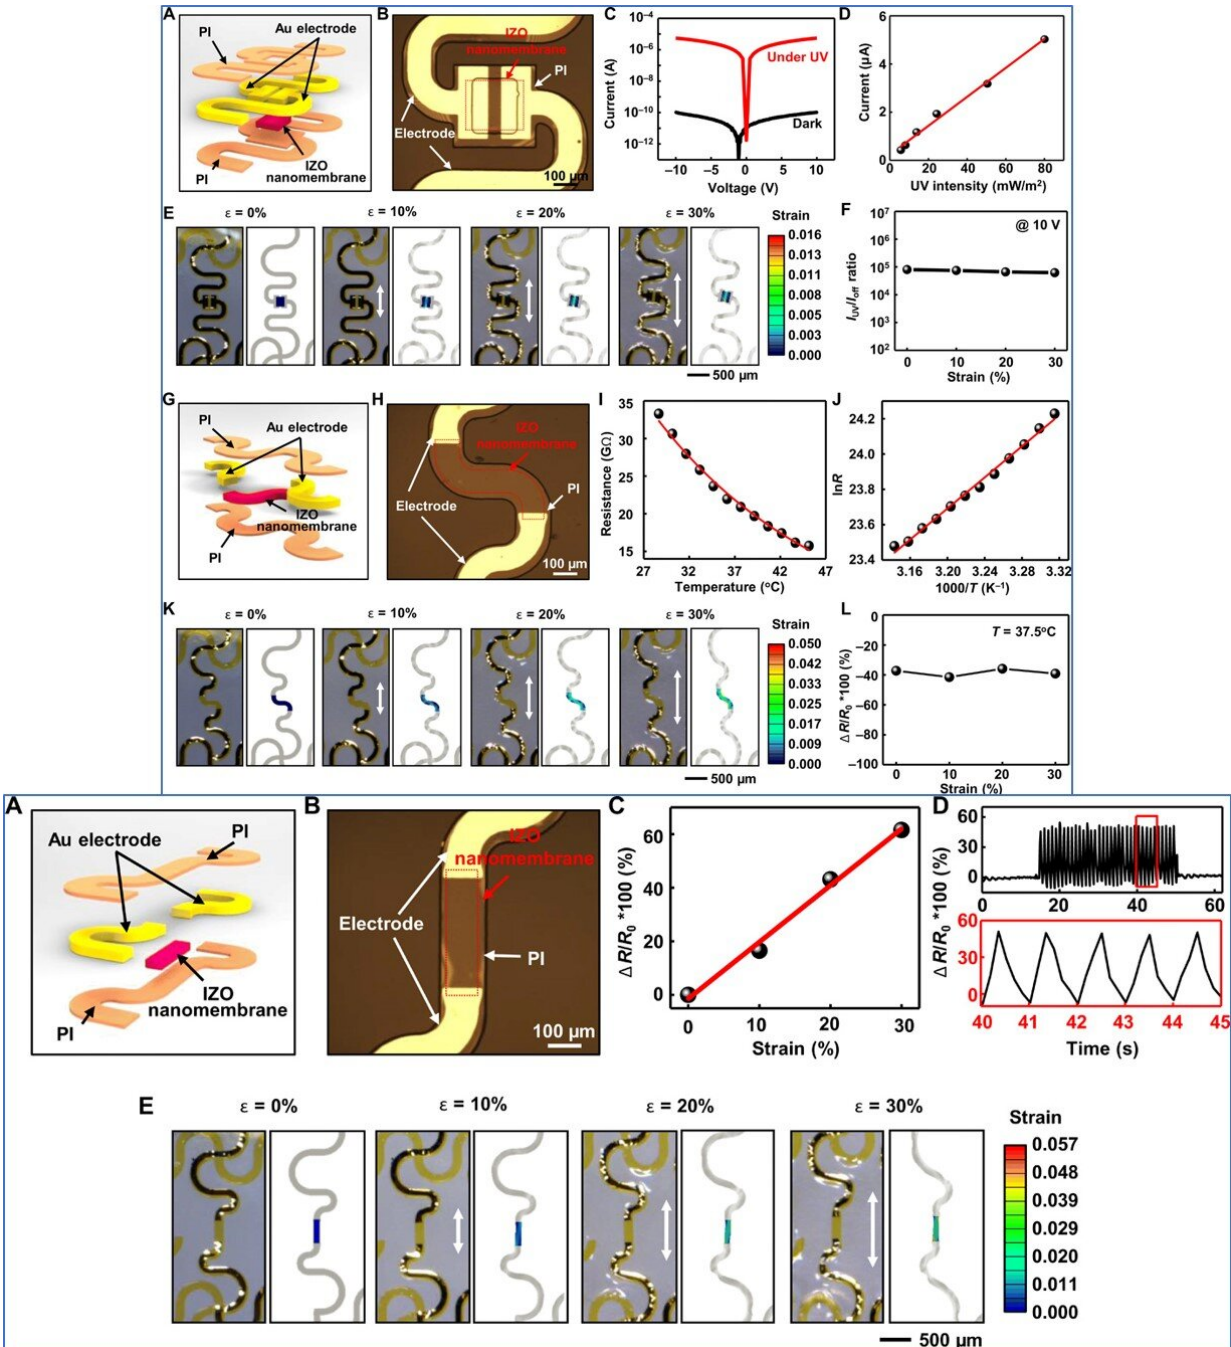 A
PI
Au electrode
PI
IZO
nanomembrane
B
IZO
nanomembrane
PI
Electrode
100 µm
C
Current (A)
10⁻⁴
10⁻⁶
10⁻⁸
10⁻¹⁰
10⁻¹²
Under UV
Dark
−10 −5 0 5 10
Voltage (V)
D
Current (µA)
6
4
2
0
0 20 40 60 80
UV intensity (mW/m²)
E
ε = 0%
ε = 10%
ε = 20%
ε = 30%
Strain
0.016
0.013
0.011
0.008
0.005
0.003
0.000
500 µm
F
I_UV/I_off ratio
10⁷
10⁶
10⁵
10⁴
10³
10²
@ 10 V
0 10 20 30
Strain (%)
G
PI
Au electrode
IZO
nanomembrane
PI
H
IZO
nanomembrane
PI
Electrode
100 µm
I
Resistance (GΩ)
35
30
25
20
15
27 32 37 42 47
Temperature (°C)
J
lnR
24.2
24.0
23.8
23.6
23.4
3.16 3.20 3.24 3.28 3.32
1000/T (K⁻¹)
K
ε = 0%
ε = 10%
ε = 20%
ε = 30%
Strain
0.050
0.042
0.033
0.025
0.017
0.009
0.000
500 µm
L
Δ R/R₀ *100 (%)
0
−20
−40
−60
−80
−100
T = 37.5°C
0 10 20 30
Strain (%)
A
Au electrode
PI
IZO
nanomembrane
PI
B
IZO
nanomembrane
Electrode
PI
100 µm
C
Δ R/R₀ *100 (%)
60
40
20
0
0 10 20 30
Strain (%)
D
Δ R/R₀ *100 (%)
60
30
0
0 20 40 60
60
30
0
40 41 42 43 44 45
Time (s)
E
ε = 0%
ε = 10%
ε = 20%
ε = 30%
Strain
0.057
0.048
0.039
0.029
0.020
0.011
0.000
500 µm